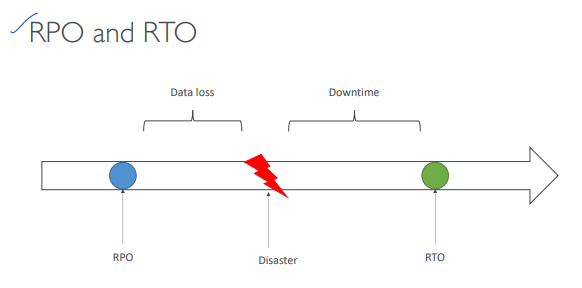 RPO and RTO
Data loss
Downtime
RPO
Disaster
RTO